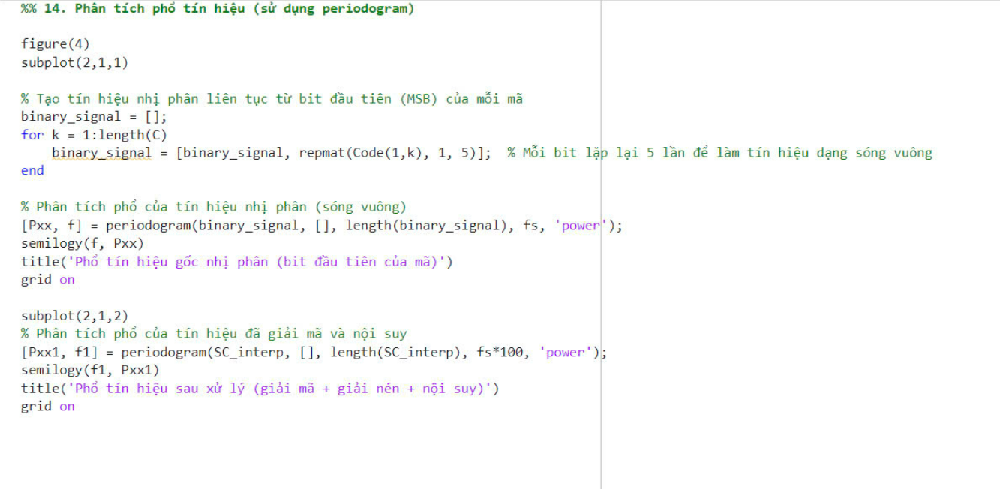 %% 14. Phân tích phổ tín hiệu (sử dụng periodogram)
figure(4)
subplot(2,1,1)
% Tạo tín hiệu nhị phân liên tục từ bit đầu tiên (MSB) của mỗi mã
binary_signal = [];
for k = 1:length(C)
    binary_signal = [binary_signal, repmat(Code(1,k), 1, 5)];  % Mỗi bit lặp lại 5 lần để làm tín hiệu dạng sóng vuông
end
% Phân tích phổ của tín hiệu nhị phân (sóng vuông)
[Pxx, f] = periodogram(binary_signal, [], length(binary_signal), fs, 'power');
semilogy(f, Pxx)
title('Phổ tín hiệu gốc nhị phân (bit đầu tiên của mã)')
grid on
subplot(2,1,2)
% Phân tích phổ của tín hiệu đã giải mã và nội suy
[Pxx1, f1] = periodogram(SC_interp, [], length(SC_interp), fs*100, 'power');
semilogy(f1, Pxx1)
title('Phổ tín hiệu sau xử lý (giải mã + giải nén + nội suy)')
grid on